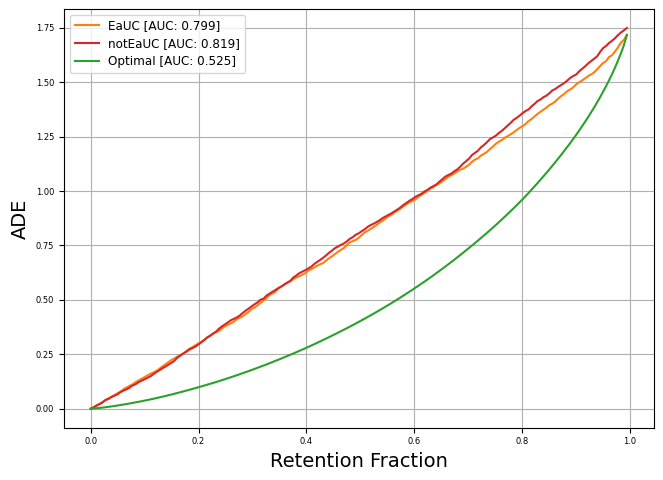 EaUC [AUC: 0.799]
notEaUC [AUC: 0.819]
Optimal [AUC: 0.525]
1.75
1.50
1.25
1.00
0.75
0.50
0.25
0.00
ADE
0.0 0.2 0.4 0.6 0.8 1.0
Retention Fraction